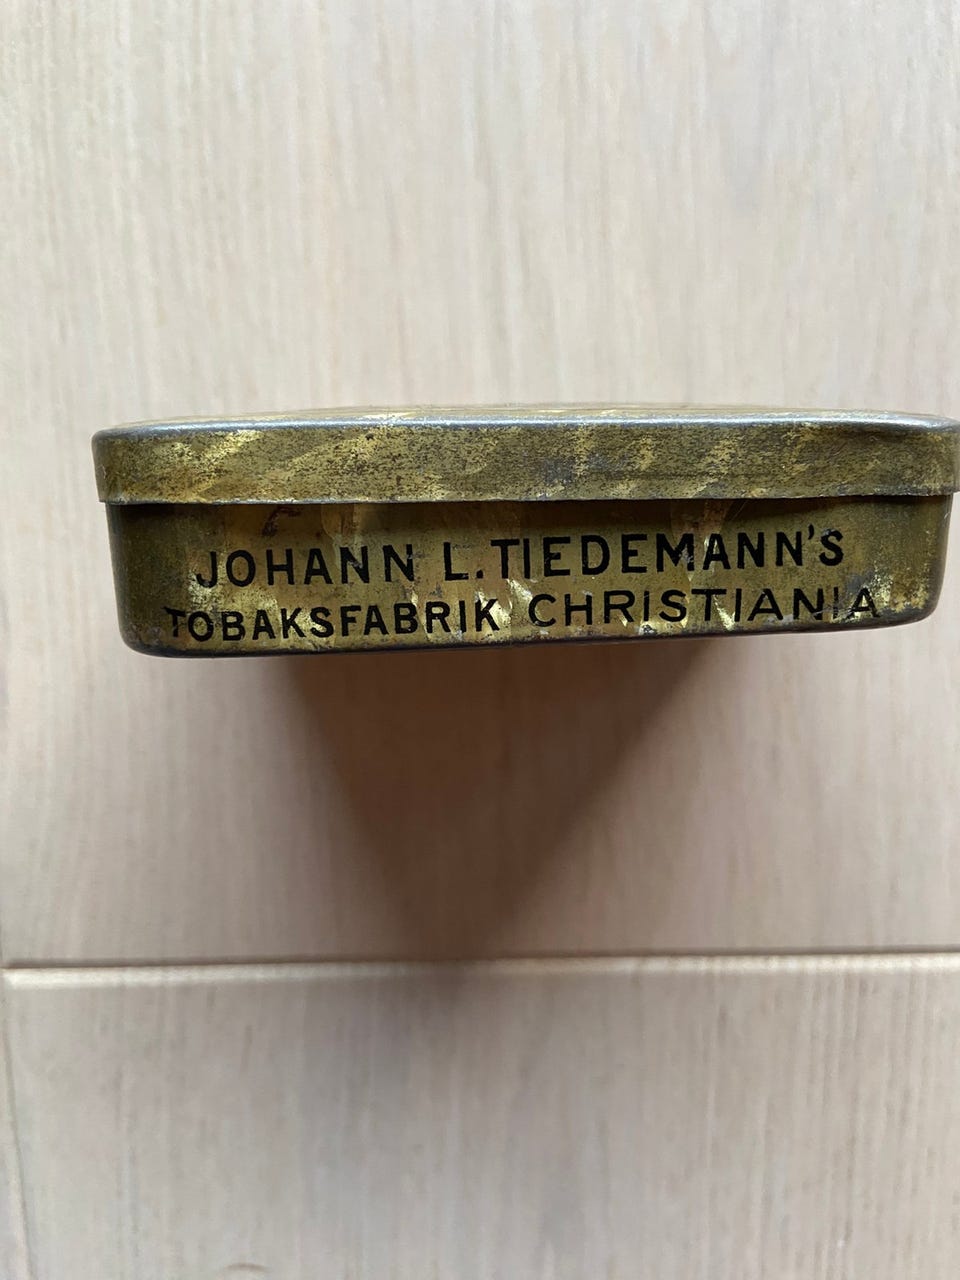 JOHANN L. TIEDEMANN'S
TOBAKSFABRIK CHRISTIANIA